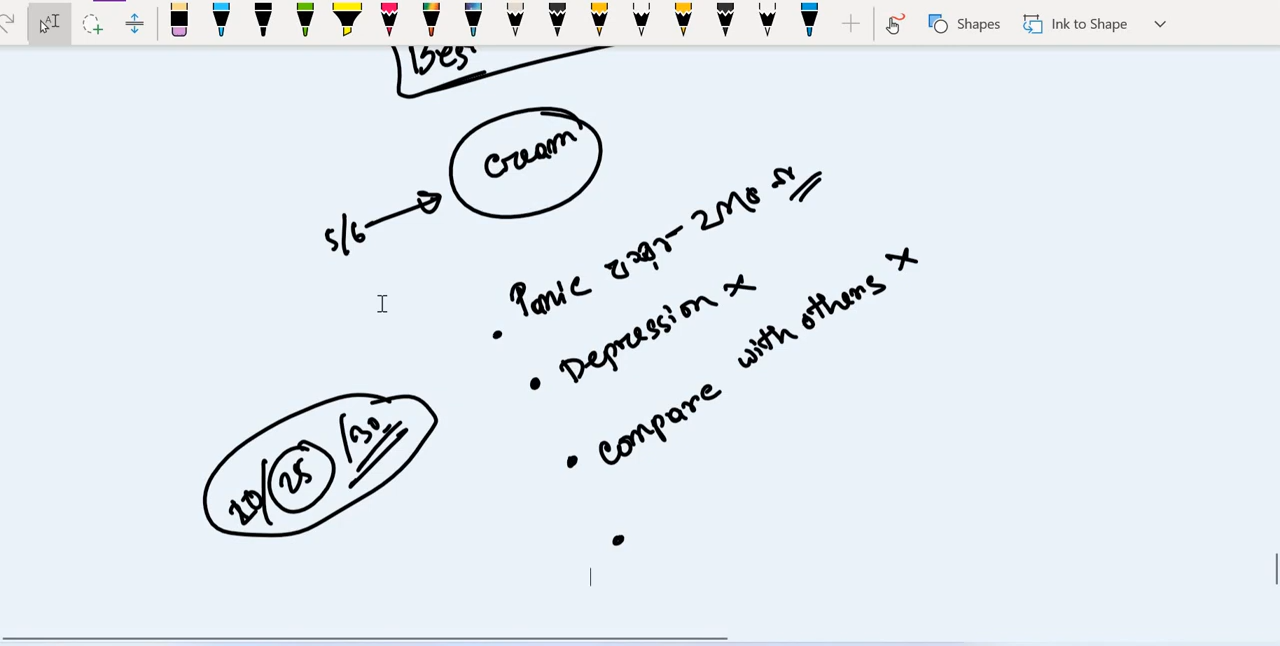 Shapes
Ink to Shape
Best
Cream
5/6
Panic
Depression x
Compare with others x
20/25/30